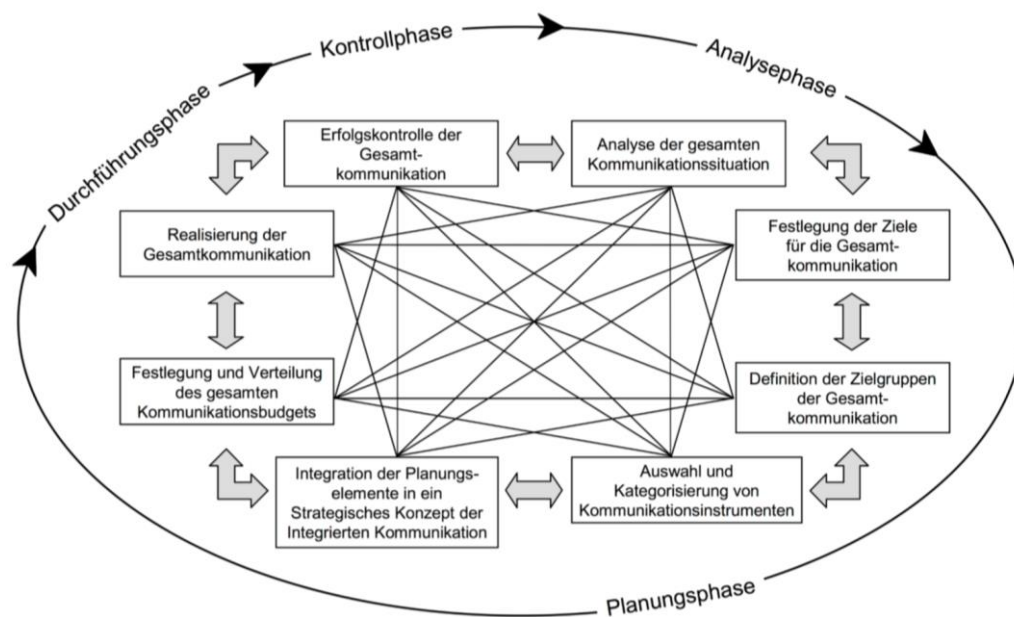 Kontrollphase
Analysephase
Durchführungsphase
Erfolgskontrolle der
Gesamt-
kommunikation
Analyse der gesamten
Kommunikationssituation
Realisierung der
Gesamtkommunikation
Festlegung der Ziele
für die Gesamt-
kommunikation
Festlegung und Verteilung
des gesamten
Kommunikationsbudgets
Definition der Zielgruppen
der Gesamt-
kommunikation
Integration der Planungs-
elemente in ein
Strategisches Konzept der
Integrierten Kommunikation
Auswahl und
Kategorisierung von
Kommunikationsinstrumenten
Planungsphase